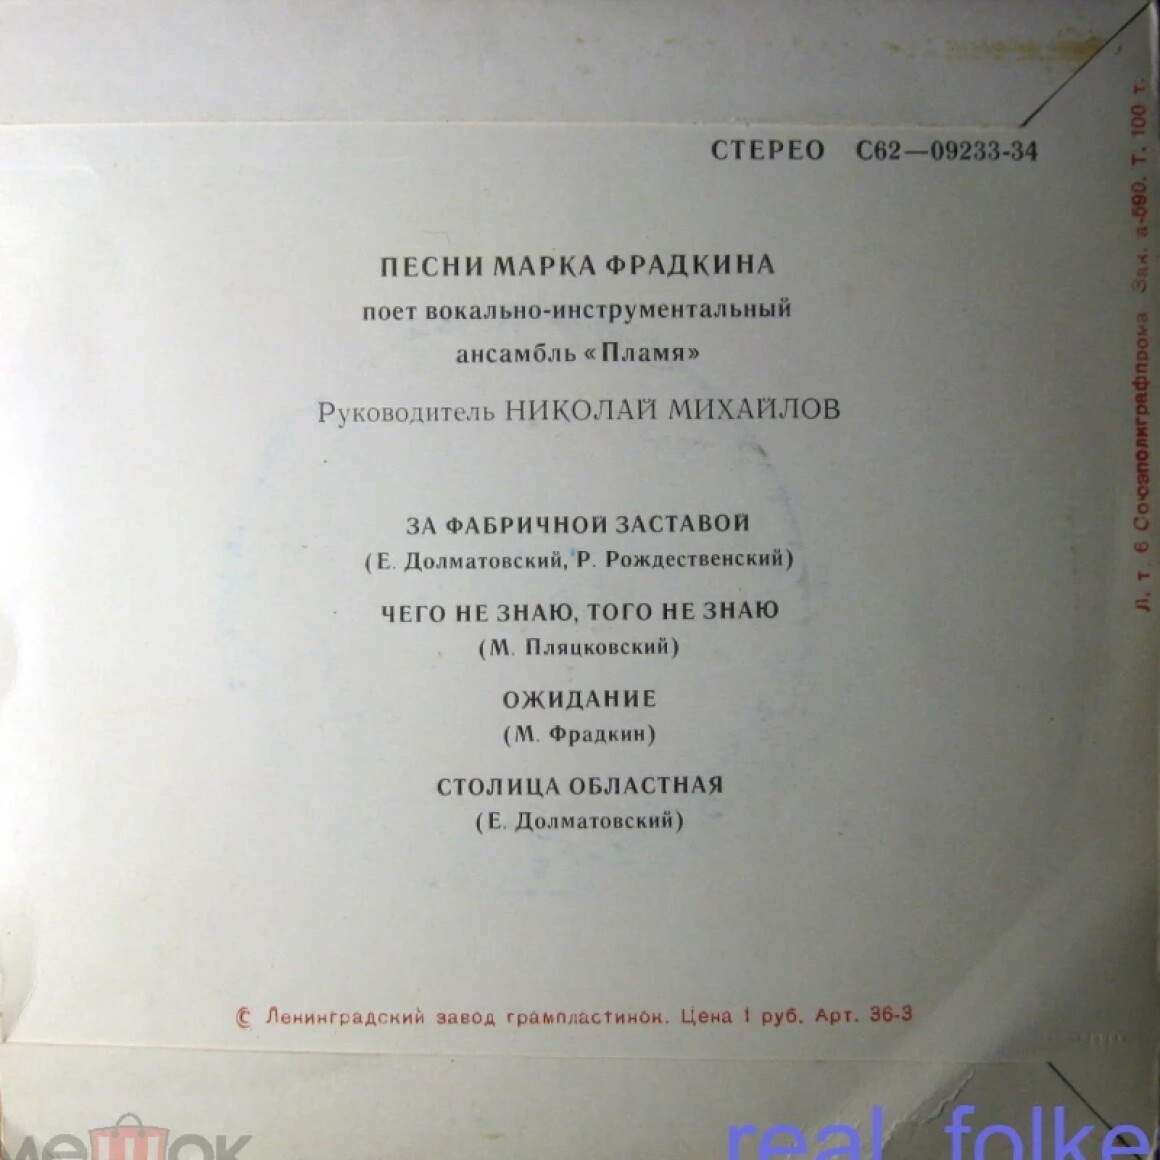 СТЕРЕО С62—09233-34
ПЕСНИ МАРКА ФРАДКИНА
поет вокально-инструментальный
ансамбль «Пламя»
Руководитель НИКОЛАЙ МИХАЙЛОВ
ЗА ФАБРИЧНОЙ ЗАСТАВОЙ
(Е. Долматовский, Р. Рождественский)
ЧЕГО НЕ ЗНАЮ, ТОГО НЕ ЗНАЮ
(М. Пляцковский)
ОЖИДАНИЕ
(М. Фрадкин)
СТОЛИЦА ОБЛАСТНАЯ
(Е. Долматовский)
© Ленинградский завод грампластинок. Цена 1 руб. Арт. 36-3
Л. т. 6 Союзполиграфпрома Зак. а-590. Т. 100 т.
real folke